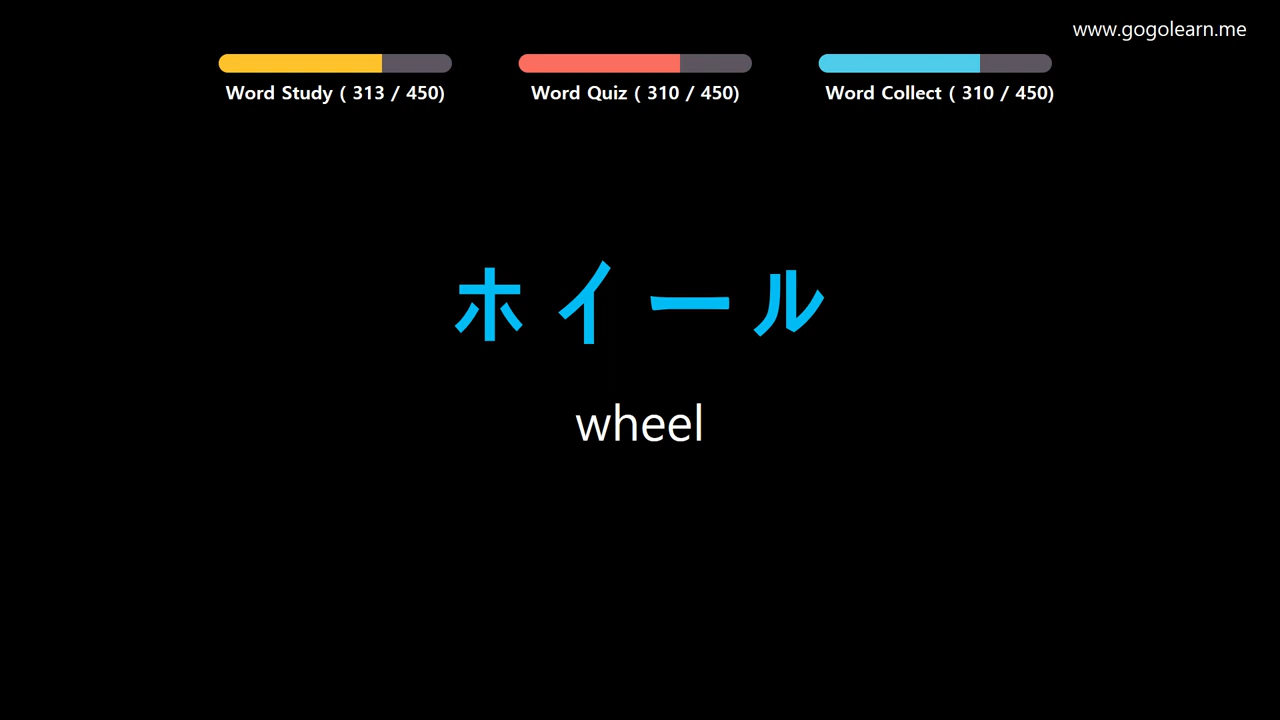 www.gogolearn.me
Word Study ( 313 / 450)
Word Quiz ( 310 / 450)
Word Collect ( 310 / 450)
ホイール
wheel